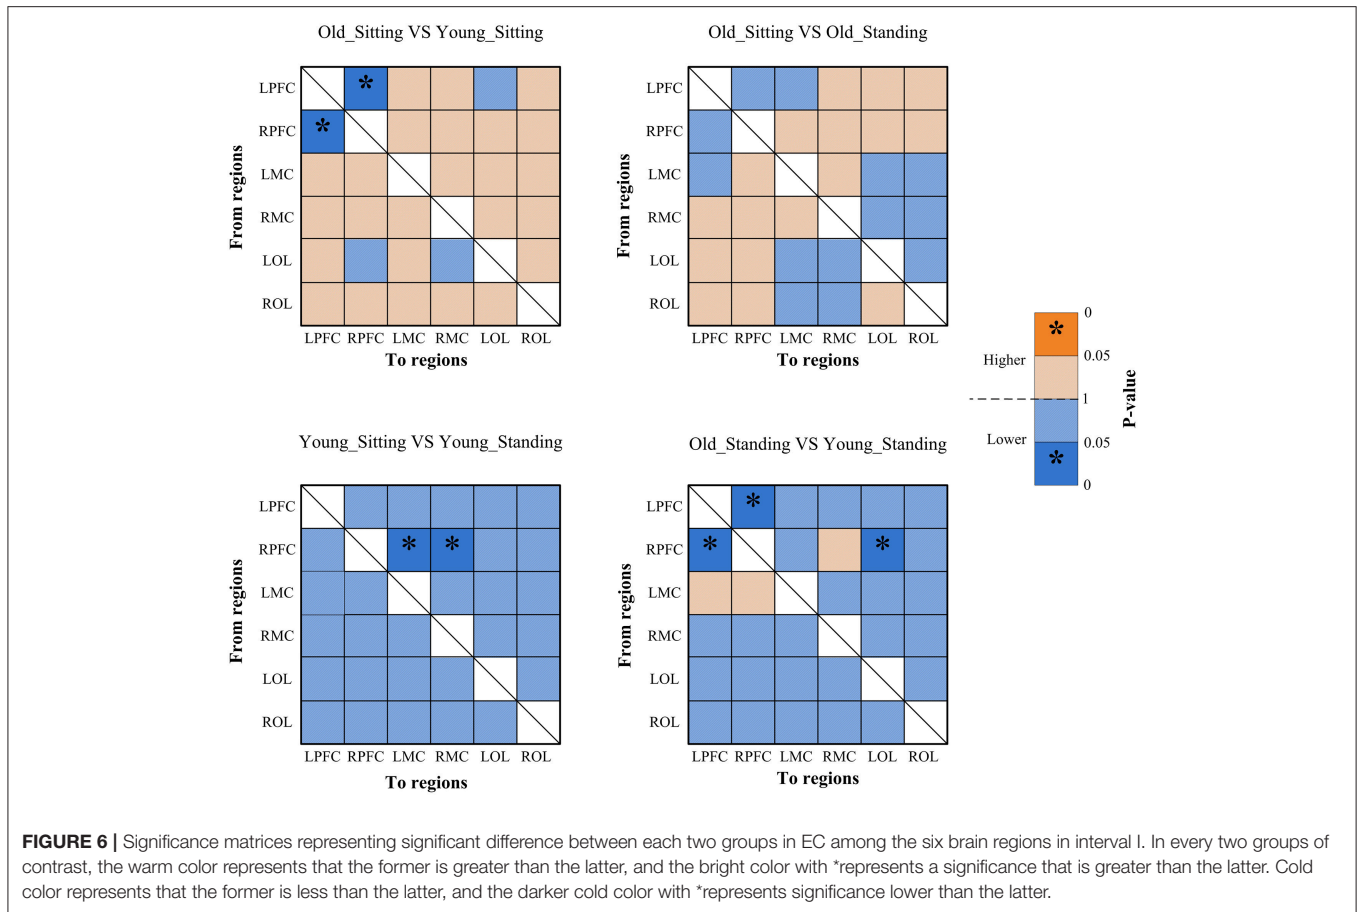 Old_Sitting VS Young_Sitting
LPFC
*
RPFC
*
LMC
RMC
LOL
ROL
From regions
LPFC RPFC LMC RMC LOL ROL
To regions
Old_Sitting VS Old_Standing
LPFC
RPFC
LMC
RMC
LOL
ROL
From regions
LPFC RPFC LMC RMC LOL ROL
To regions
Higher
Lower
*
*
0
0.05
1
0.05
0
P-value
Young_Sitting VS Young_Standing
LPFC
RPFC
* *
LMC
RMC
LOL
ROL
From regions
LPFC RPFC LMC RMC LOL ROL
To regions
Old_Standing VS Young_Standing
LPFC
*
RPFC
* *
LMC
RMC
LOL
ROL
From regions
LPFC RPFC LMC RMC LOL ROL
To regions
FIGURE 6 | Significance matrices representing significant difference between each two groups in EC among the six brain regions in interval I. In every two groups of
contrast, the warm color represents that the former is greater than the latter, and the bright color with *represents a significance that is greater than the latter. Cold
color represents that the former is less than the latter, and the darker cold color with *represents significance lower than the latter.